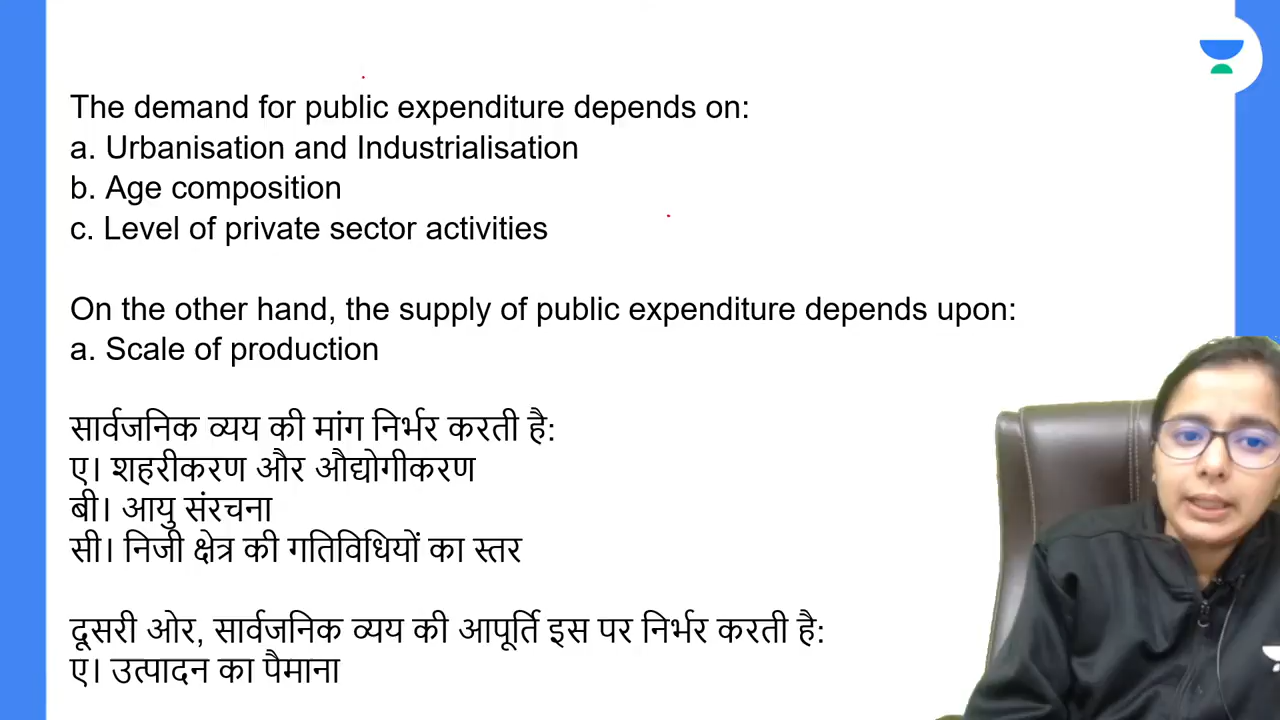 The demand for public expenditure depends on:
a. Urbanisation and Industrialisation
b. Age composition
c. Level of private sector activities
On the other hand, the supply of public expenditure depends upon:
a. Scale of production
सार्वजनिक व्यय की मांग निर्भर करती है:
ए। शहरीकरण और औद्योगीकरण
बी। आयु संरचना
सी। निजी क्षेत्र की गतिविधियों का स्तर
दूसरी ओर, सार्वजनिक व्यय की आपूर्ति इस पर निर्भर करती है:
ए। उत्पादन का पैमाना